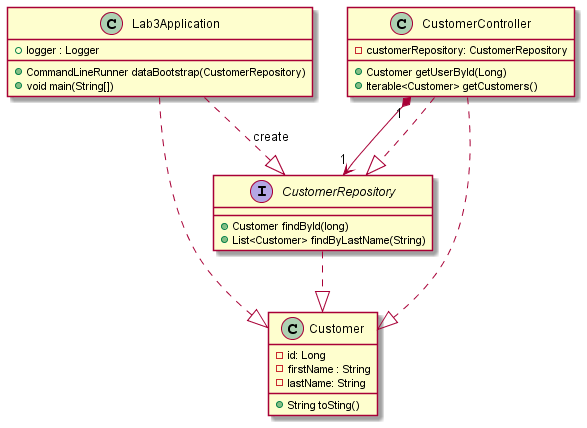 C Lab3Application
logger : Logger
CommandLineRunner dataBootstrap(CustomerRepository)
void main(String[])
C CustomerController
customerRepository: CustomerRepository
Customer getUserById(Long)
Iterable<Customer> getCustomers()
1
create
1
I CustomerRepository
Customer findById(long)
List<Customer> findByLastName(String)
C Customer
id: Long
firstName : String
lastName: String
String toSting()